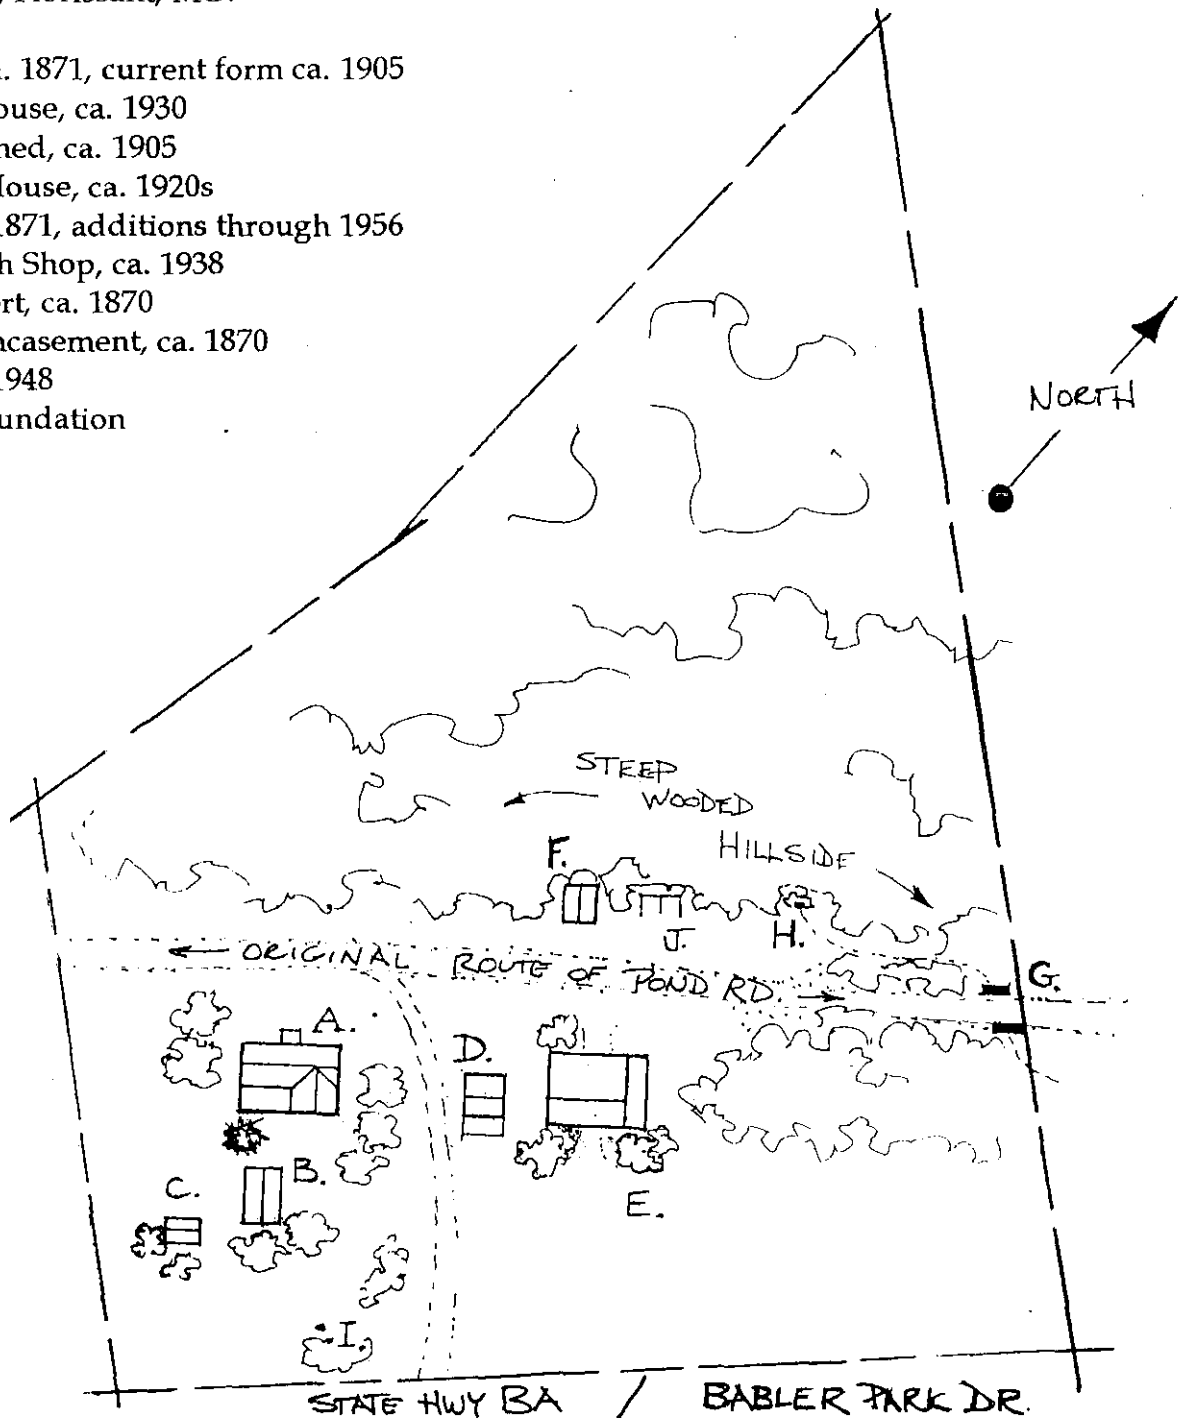 1871, current form ca. 1905
ouse, ca. 1930
ned, ca. 1905
House, ca. 1920s
1871, additions through 1956
h Shop, ca. 1938
rt, ca. 1870
ncasement, ca. 1870
1948
undation
NORTH
STEEP
WOODED
HILLSIDE
F.
J.
H.
G.
ORIGINAL ROUTE OF POND RD.
A.
D.
B.
C.
E.
I.
STATE HWY BA / BABLER PARK DR.